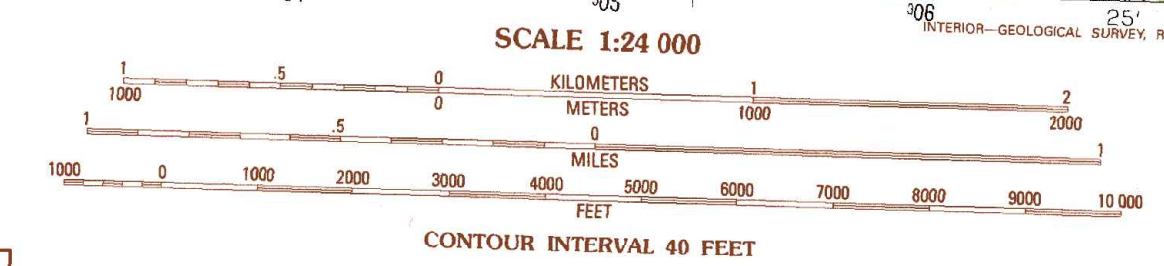 305 306 25'
INTERIOR—GEOLOGICAL SURVEY, R
SCALE 1:24 000
1 .5 0 KILOMETERS 1 2
1000 0 METERS 1000 2000
1 .5 0 1
MILES
1000 0 1000 2000 3000 4000 5000 6000 7000 8000 9000 10 000
FEET
CONTOUR INTERVAL 40 FEET